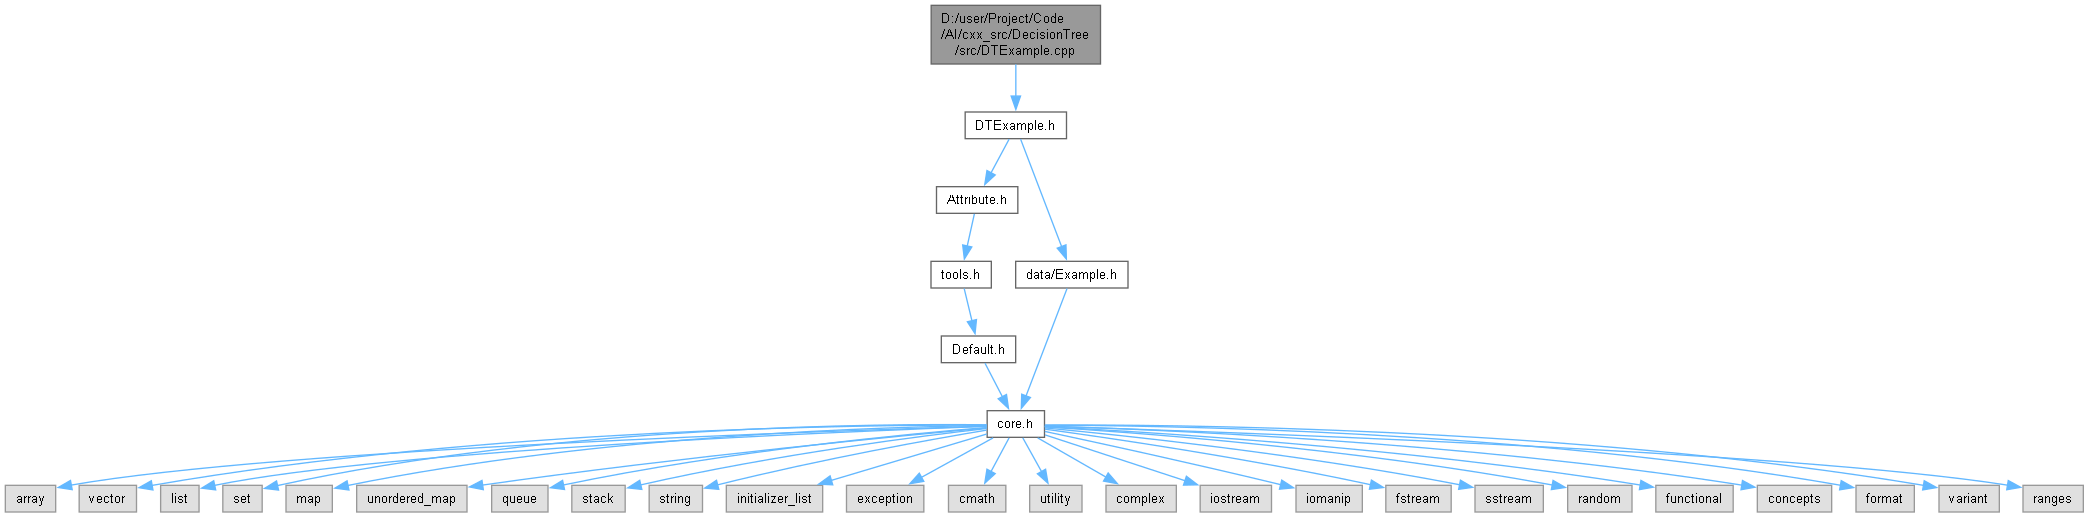 D:/user/Project/Code
/AI/cxx_src/DecisionTree
/src/DTExample.cpp
DTExample.h
Attribute.h
tools.h
data/Example.h
Default.h
core.h
array
vector
list
set
map
unordered_map
queue
stack
string
initializer_list
exception
cmath
utility
complex
iostream
iomanip
fstream
sstream
random
functional
concepts
format
variant
ranges